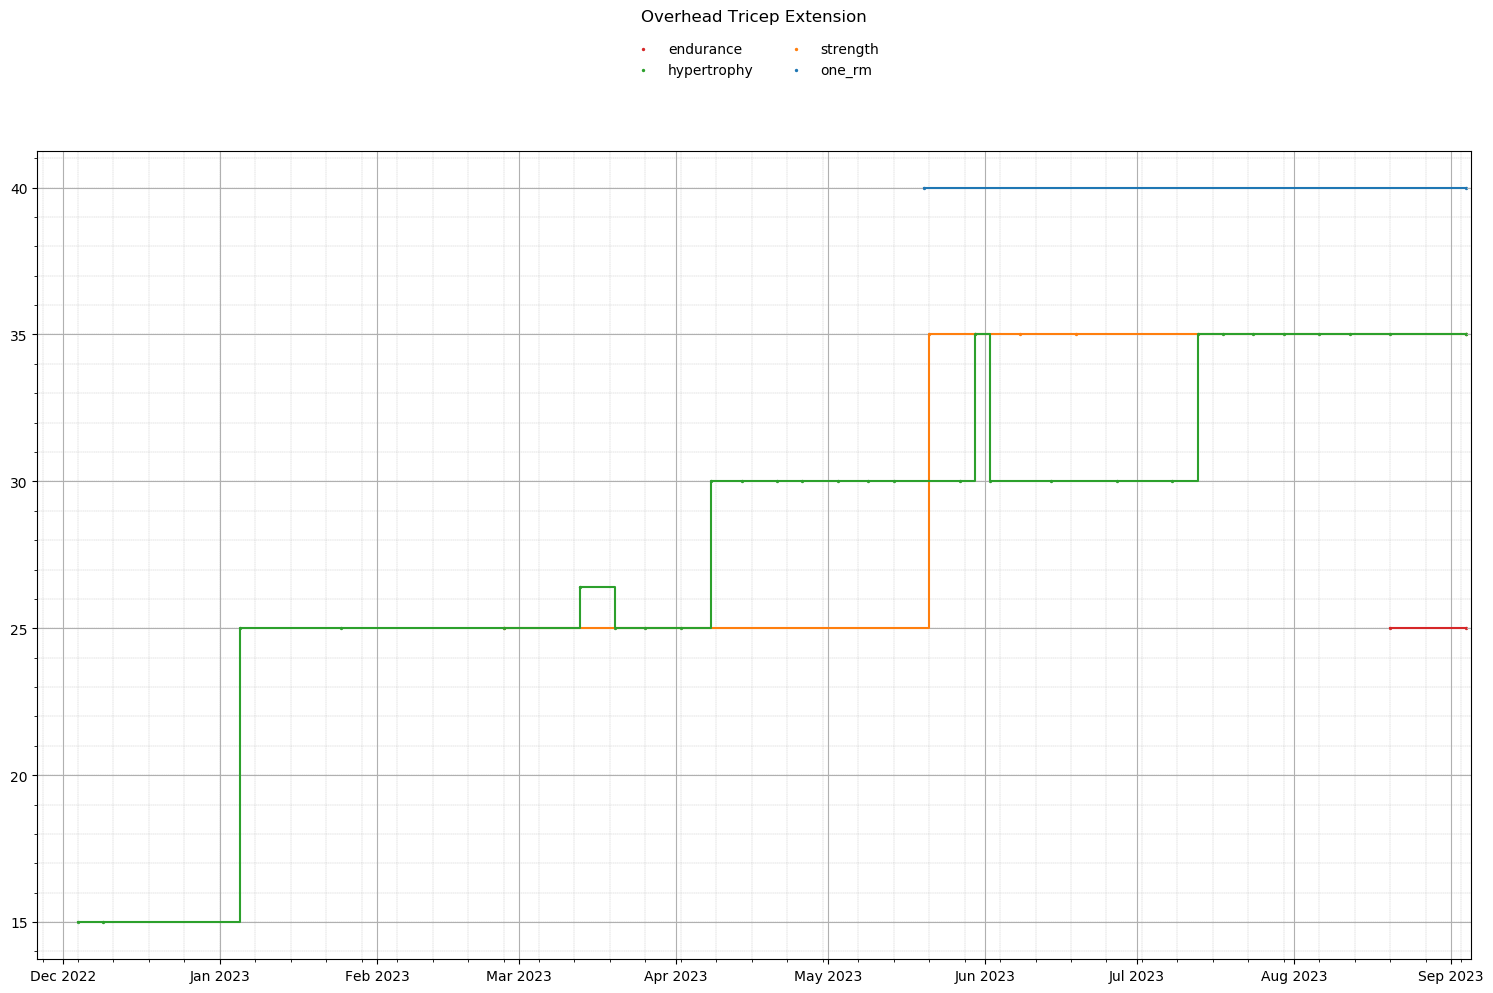 Overhead Tricep Extension
endurance strength
hypertrophy one_rm
40
35
30
25
20
15
Dec 2022 Jan 2023 Feb 2023 Mar 2023 Apr 2023 May 2023 Jun 2023 Jul 2023 Aug 2023 Sep 2023